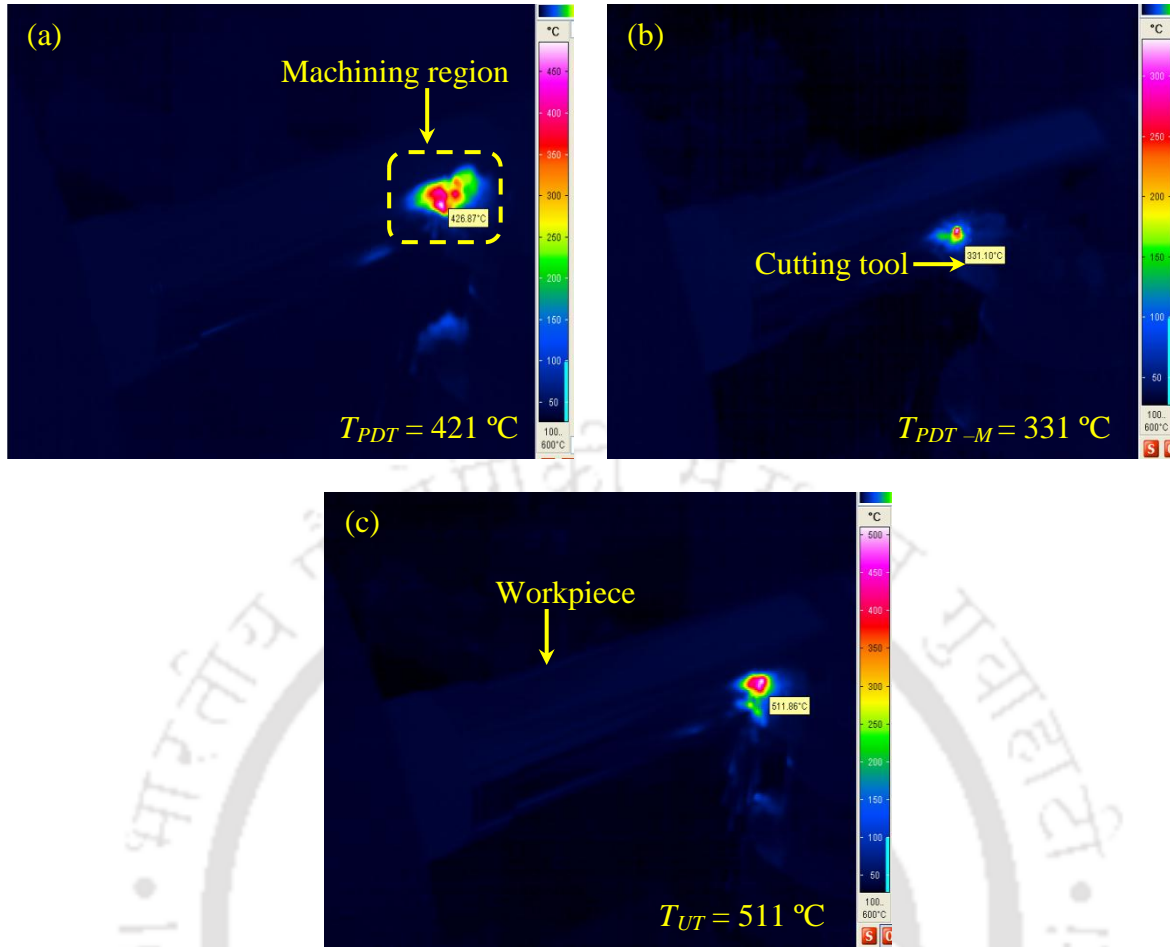 (a)
Machining region
426.87°C
T_PDT = 421 ºC
°C
450
400
350
300
250
200
150
100
50
100..
600°C
(b)
331.10°C
Cutting tool
T_PDT –M = 331 ºC
°C
300
250
200
150
100
50
100..
600°C
S
(c)
Workpiece
511.86°C
T_UT = 511 ºC
°C
500
450
400
350
300
250
200
150
100
50
100..
600°C
S